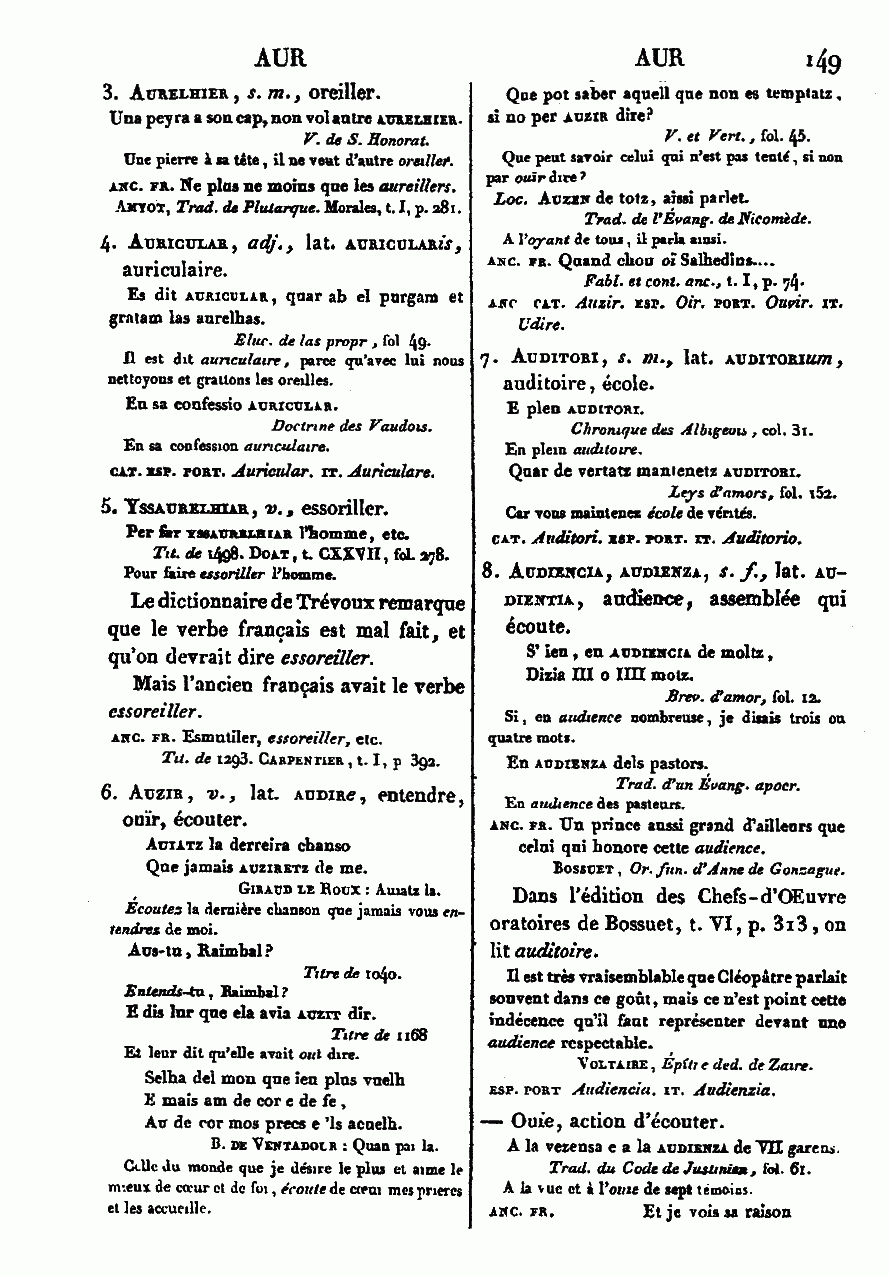 AUR AUR 149
3. AURELHIER, s. m., oreiller.
Una peyra a son cap, non vol autre AURELHIER.
V. de S. Honorat.
Une pierre à sa tête, il ne veut d'autre oreiller.
ANC. FR. Ne plus ne moins que les aureillers.
AMYOT, Trad. de Plutarque. Morales, t. I, p. 281.
4. AURICULAR, adj., lat. AURICULARis,
auriculaire.
Es dit AURICULAR, quar ab el purgam et
gratam las aurelhas.
Eluc. de las propr, fol 49.
Il est dit auriculaire, parce qu'avec lui nous
nettoyons et grattons les oreilles.
En sa confessio AURICULAR.
Doctrine des Vaudois.
En sa confession auriculaire.
CAT. ESP. PORT. Auricular. IT. Auriculare.
5. YSSAURELHIAR, v., essoriller.
Per far YSSAURELHIAR l'homme, etc.
Tit. de 1498. DOAT, t. CXXVII, fol. 278.
Pour faire essoriller l'homme.
Le dictionnaire de Trévoux remarque
que le verbe français est mal fait, et
qu'on devrait dire essoreiller.
Mais l'ancien français avait le verbe
essoreiller.
ANC. FR. Esmutiler, essoreiller, etc.
Tit. de 1293. CARPENTIER, t. I, p 392.
6. AUZIR, v., lat. AUDIRe, entendre,
ouïr, écouter.
AUIATZ la derreira chanso
Que jamais AUZIRETZ de me.
GIRAUD LE ROUX : Auiatz la.
Écoutez la dernière chanson que jamais vous en-
tendrez de moi.
AUS-tu, Raimbal?
Titre de 1040.
Entends-tu, Raimbal?
E dis lur que ela avia AUZIT dir.
Titre de 1168
Et leur dit qu'elle avait ouï dire.
Selha del mon que ieu plus vuelh
E mais am de cor e de fe,
AU de cor mos precs e 'ls acuelh.
B. DE VENTADOUR : Quan pai la.
Celle du monde que je désire le plus et aime le
mieux de cœur et de foi, écoute de cœur mes prieres
et les accueille.
Que pot saber aquell que non es temptatz,
si no per AUZIR dire?
V. et Vert., fol. 45.
Que peut savoir celui qui n'est pas tenté, si non
par ouïr dire?
Loc. AUZEN de totz, aissi parlet.
Trad. de l'Évang. de Nicomède.
A l'oyant de tous, il parla ainsi.
ANC. FR. Quand chou oï Salhedins....
Fabl. et cont. anc., t. I, p. 74.
ANC CAT. Auzir. ESP. Oir. PORT. Ouvir. IT.
Udire.
7. AUDITORI, s. m., lat. AUDITORIum,
auditoire, école.
E plen AUDITORI.
Chronique des Albigeois, col. 31.
En plein auditoire.
Quar de vertatz mantenetz AUDITORI.
Leys d'amors, fol. 152.
Car vous maintenez école de vérités.
CAT. Auditori. ESP. PORT. IT. Auditorio.
8. AUDIENCIA, AUDIENZA, s. f., lat. AU-
DIENTIA, audience, assemblée qui
écoute.
S' ieu, en AUDIENCIA de moltz,
Dizia III o IIII motz.
Brev. d'amor, fol. 12.
Si, en audience nombreuse, je disais trois ou
quatre mots.
En AUDIENZA dels pastors.
Trad. d'un Évang. apocr.
En audience des pasteurs.
ANC. FR. Un prince aussi grand d'ailleurs que
celui qui honore cette audience.
BOSSUET, Or. fun. d'Anne de Gonzague.
Dans l'édition des Chefs-d'Œuvre
oratoires de Bossuet, t. VI, p. 313, on
lit auditoire.
Il est très vraisemblable que Cléopâtre parlait
souvent dans ce goût, mais ce n'est point cette
indécence qu'il faut représenter devant une
audience respectable.
VOLTAIRE, Épître déd. de Zaïre.
ESP. PORT Audiencia. IT. Audienzia.
— Ouie, action d'écouter.
A la vezensa e a la AUDIENZA de VII garens.
Trad. du Code de Justinien, fol. 61.
A la vue et à l'ouie de sept témoins.
ANC. FR. Et je vois sa raison